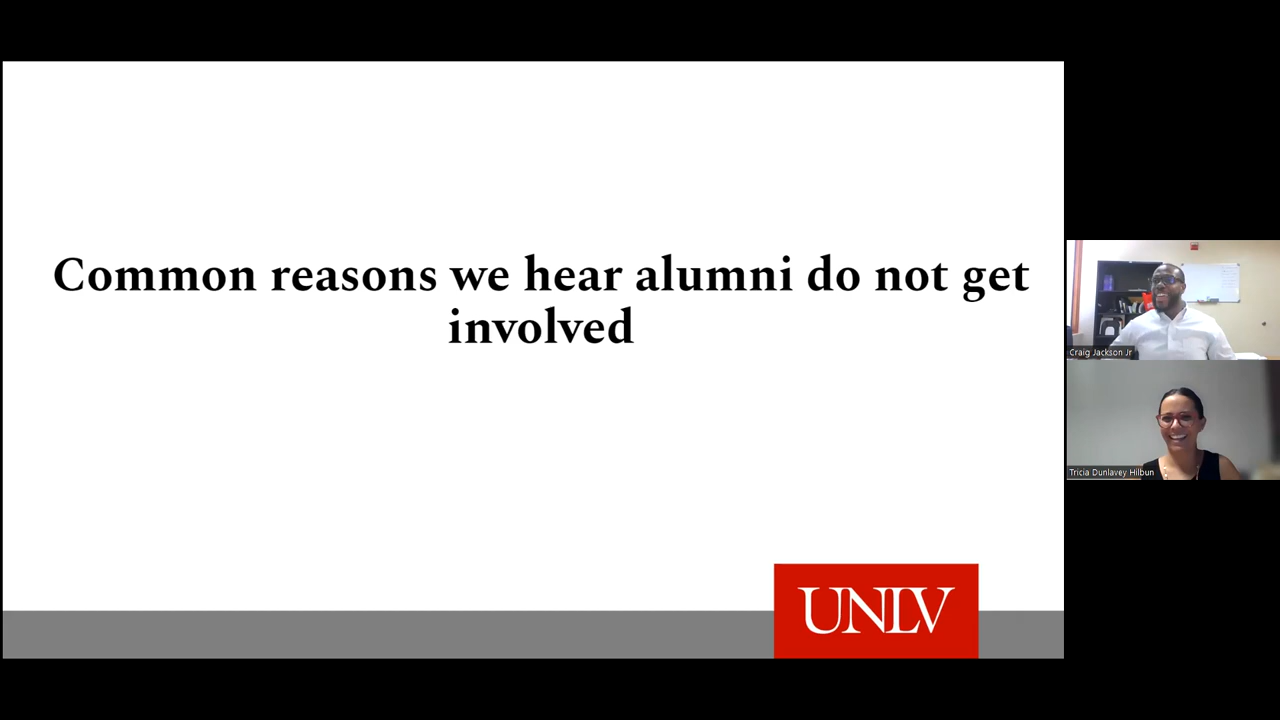 Common reasons we hear alumni do not get
involved
UNLV
Craig Jackson Jr
Tricia Dunlavey Hilbun